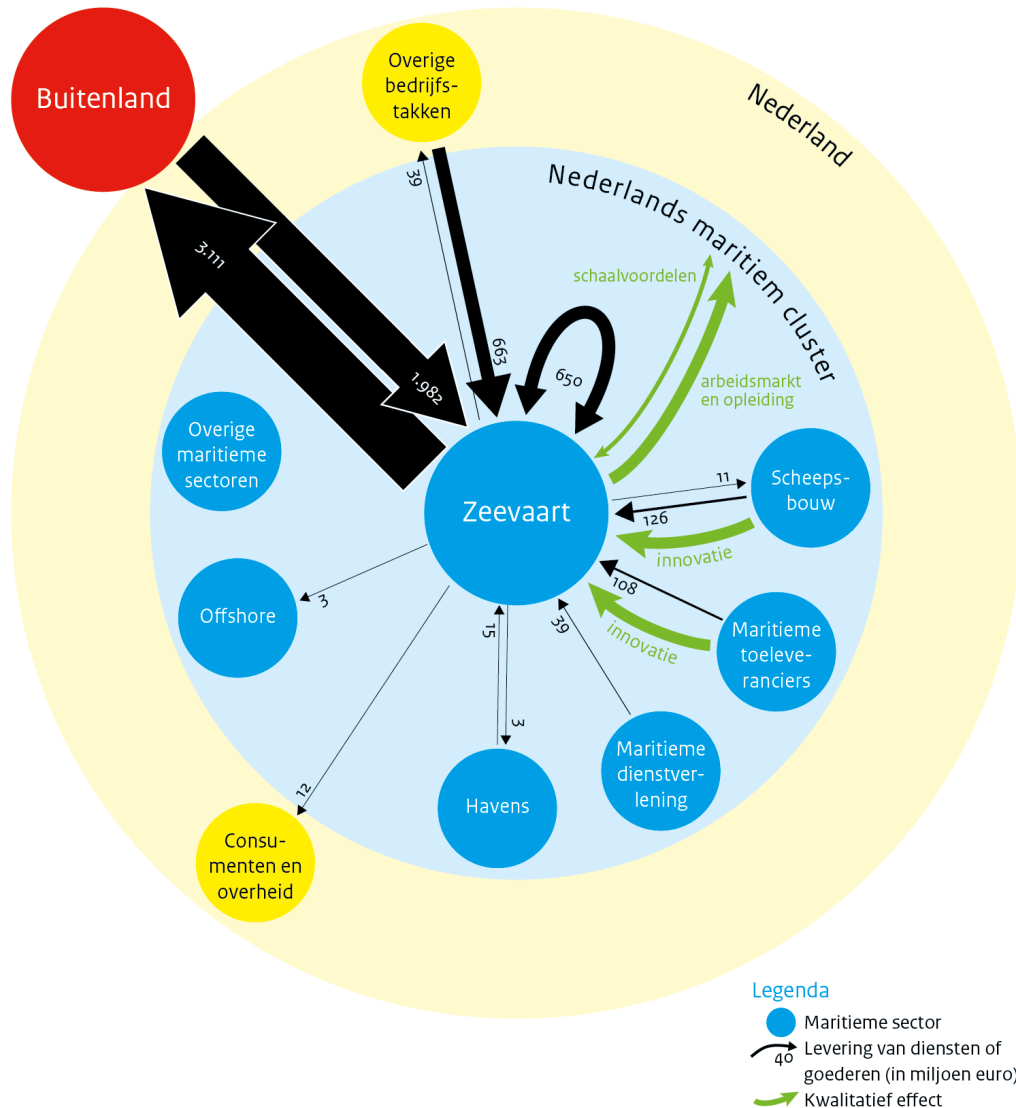 Buitenland
Overige
bedrijfs-
takken
Nederland
Nederlands maritiem cluster
39
3.111
1.982
663
650
schaalvoordelen
arbeidsmarkt
en opleiding
Overige
maritieme
sectoren
Zeevaart
Scheeps-
bouw
11
126
innovatie
108
innovatie
Maritieme
toeleve-
ranciers
Offshore
3
39
15
3
Maritieme
dienstver-
lening
Havens
12
Consu-
menten en
overheid
Legenda
Maritieme sector
40
Levering van diensten of
goederen (in miljoen euro)
Kwalitatief effect